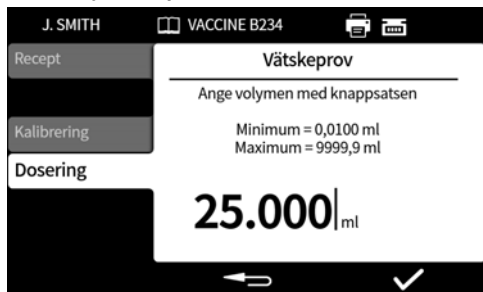 J. SMITH VACCINE B234
Recept
Vätskeprov
Ange volymen med knappsatsen
Kalibrering
Minimum = 0,0100 ml
Maximum = 9999,9 ml
Dosering
25.000 ml